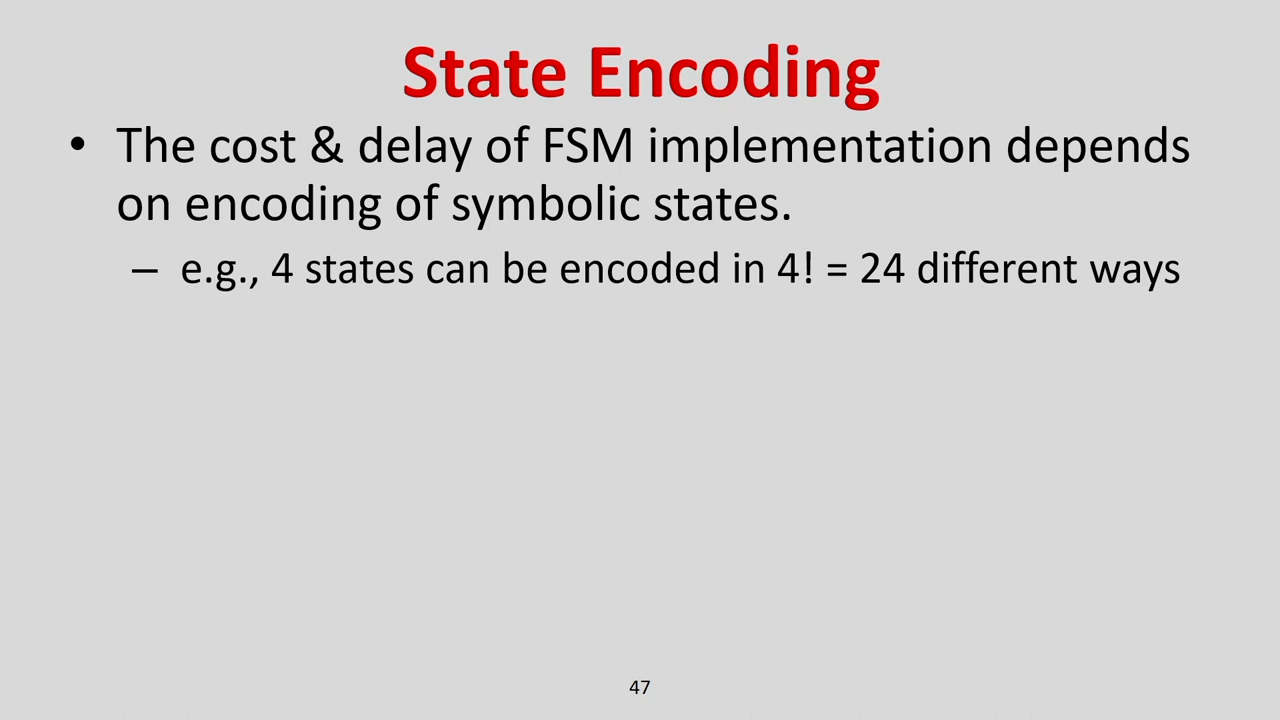 State Encoding
• The cost & delay of FSM implementation depends
on encoding of symbolic states.
– e.g., 4 states can be encoded in 4! = 24 different ways
47